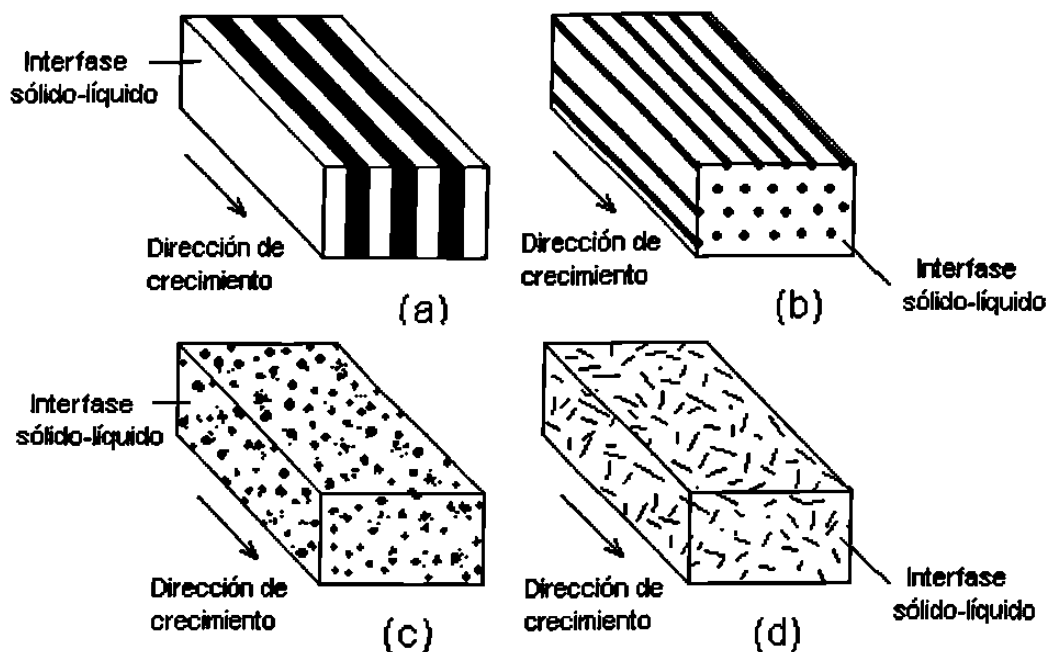 Interfase
sólido-líquido
Dirección de
crecimiento
(a)
Dirección de
crecimiento
Interfase
sólido-líquido
(b)
Interfase
sólido-líquido
Dirección de
crecimiento
(c)
Dirección de
crecimiento
Interfase
sólido-líquido
(d)